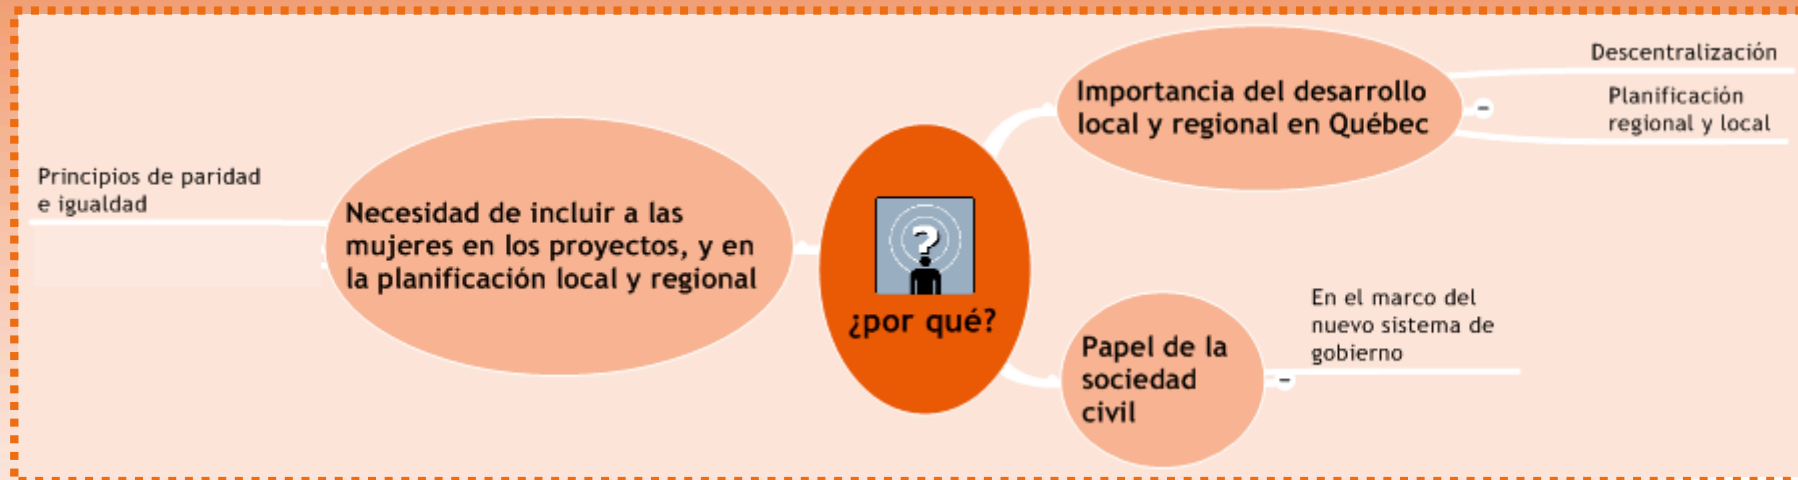 Principios de paridad
e igualdad
Necesidad de incluir a las
mujeres en los proyectos, y en
la planificación local y regional
?
¿por qué?
Importancia del desarrollo
local y regional en Québec
Descentralización
Planificación
regional y local
Papel de la
sociedad
civil
En el marco del
nuevo sistema de
gobierno